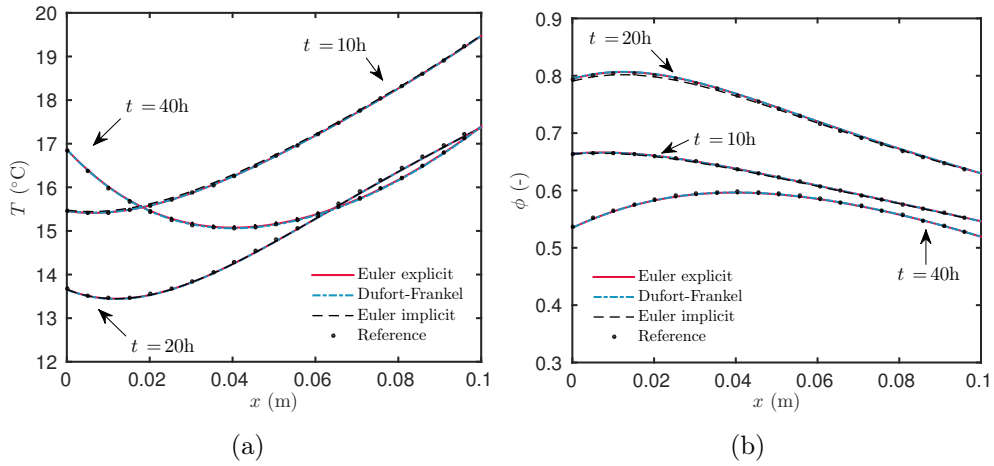 20
19
18
17
16
15
14
13
12
T (°C)
t = 10h
t = 40h
t = 20h
Euler explicit
Dufort-Frankel
Euler implicit
Reference
0 0.02 0.04 0.06 0.08 0.1
x (m)
(a)
0.9
0.8
0.7
0.6
0.5
0.4
0.3
ϕ (-)
t = 20h
t = 10h
t = 40h
Euler explicit
Dufort-Frankel
Euler implicit
Reference
0 0.02 0.04 0.06 0.08 0.1
x (m)
(b)